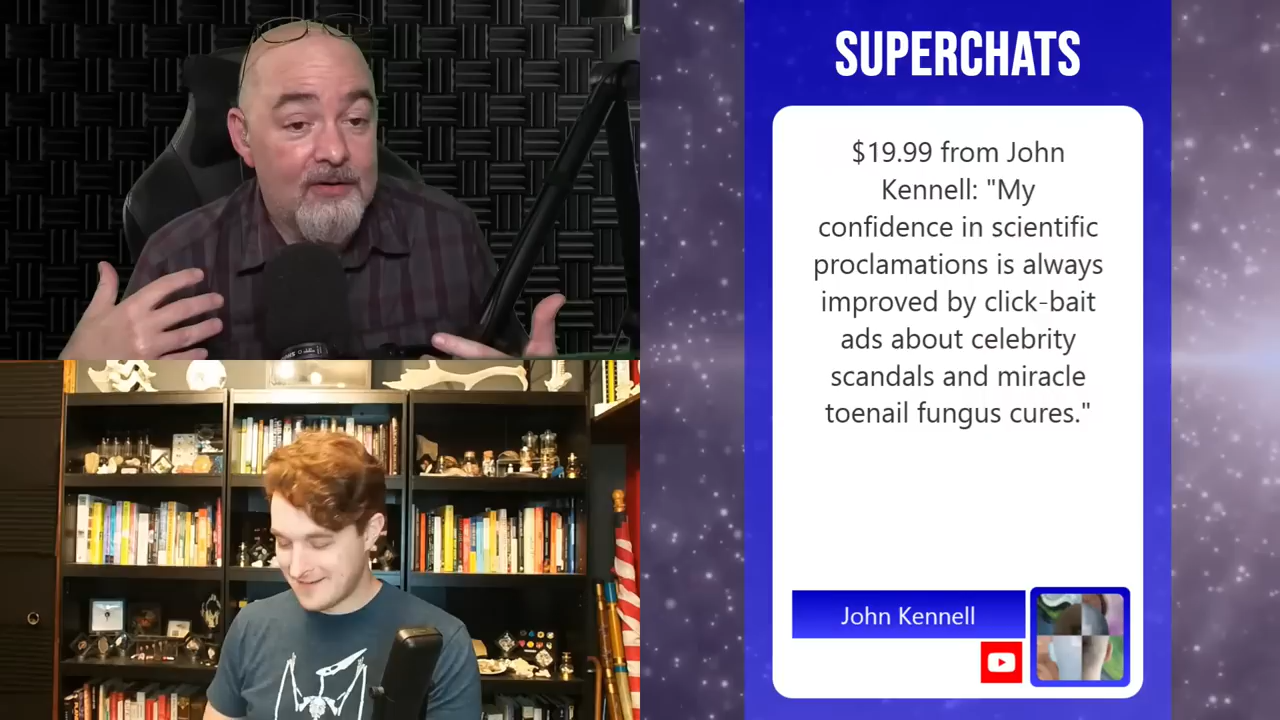 SUPERCHATS
$19.99 from John
Kennell: "My
confidence in scientific
proclamations is always
improved by click-bait
ads about celebrity
scandals and miracle
toenail fungus cures."
John Kennell